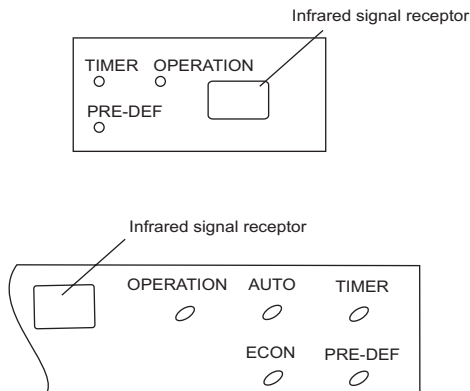 Infrared signal receptor
TIMER OPERATION
PRE-DEF
Infrared signal receptor
OPERATION AUTO TIMER
ECON PRE-DEF